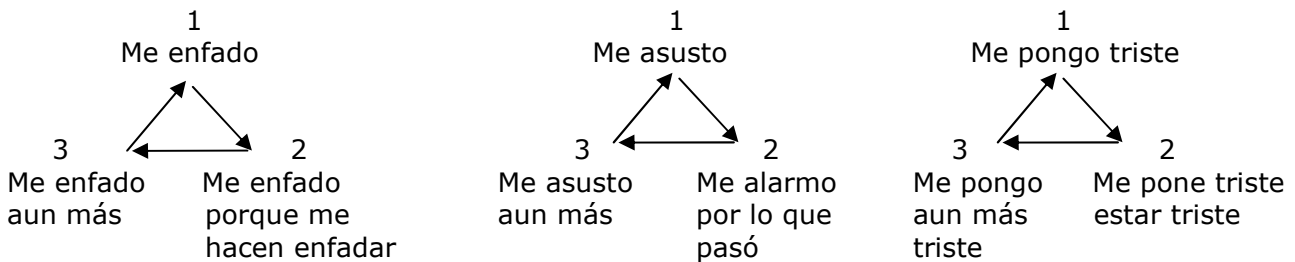 1
Me enfado
3
Me enfado
aun más
2
Me enfado
porque me
hacen enfadar
1
Me asusto
3
Me asusto
aun más
2
Me alarmo
por lo que
pasó
1
Me pongo triste
3
Me pongo
aun más
triste
2
Me pone triste
estar triste